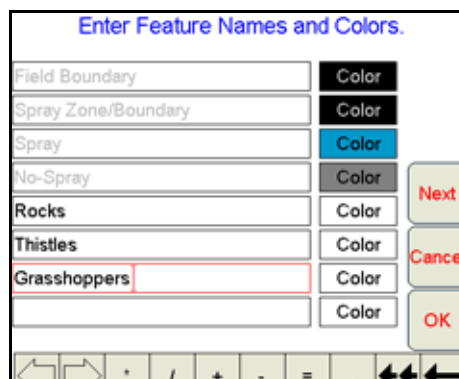 Enter Feature Names and Colors.
Field Boundary Color
Spray Zone/Boundary Color
Spray Color
No-Spray Color
Rocks Color
Thistles Color
Grasshoppers Color
Color
Next
Cance
OK
* / + - =